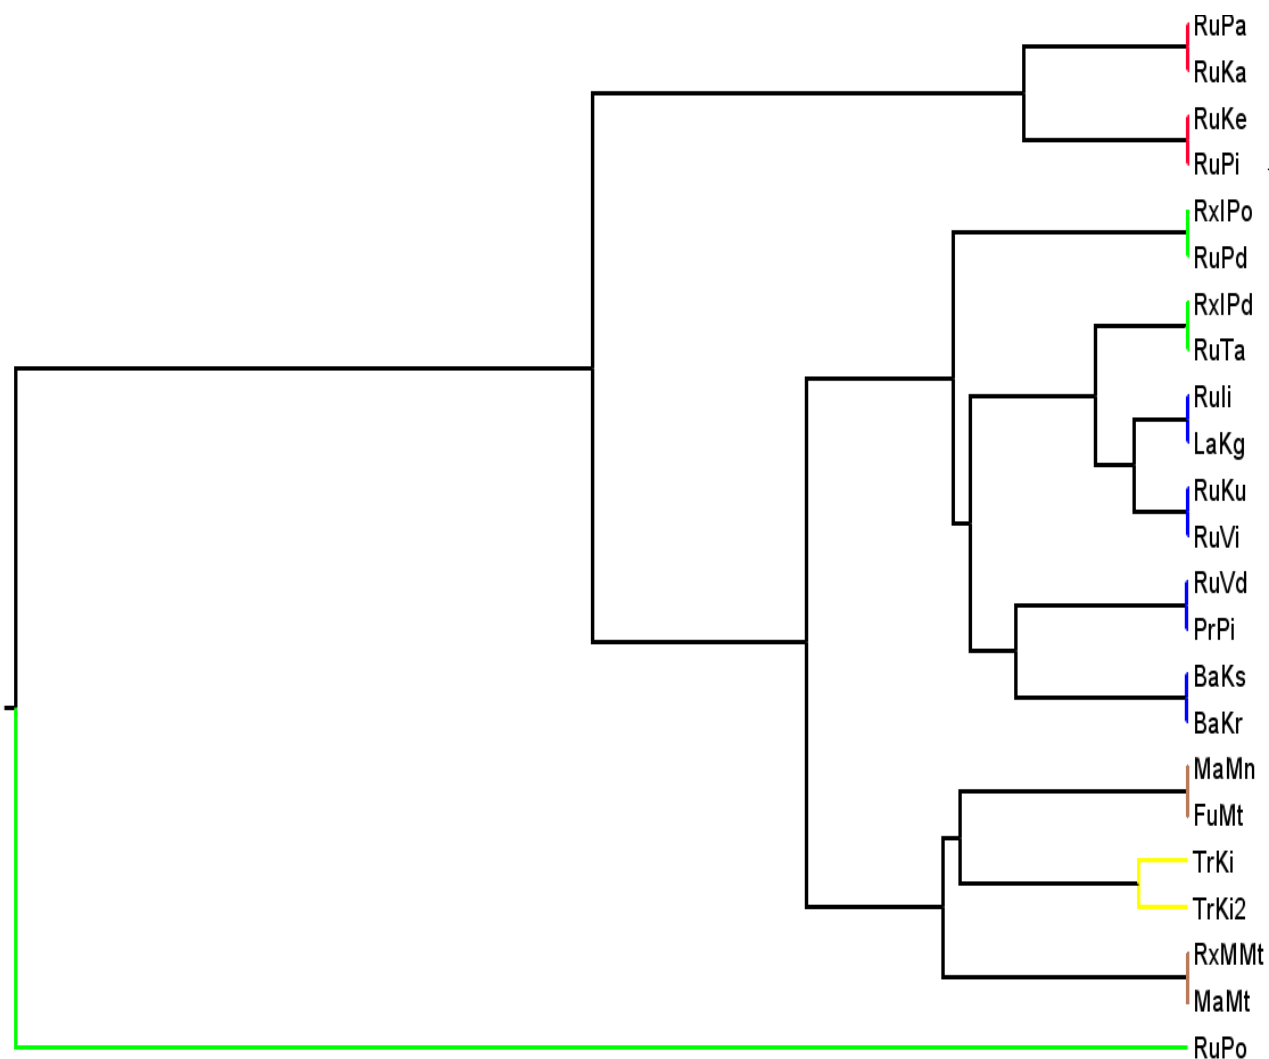 RuPa
RuKa
RuKe
RuPi
RxIPo
RuPd
RxIPd
RuTa
RuIi
LaKg
RuKu
RuVi
RuVd
PrPi
BaKs
BaKr
MaMn
FuMt
TrKi
TrKi2
RxMMt
MaMt
RuPo